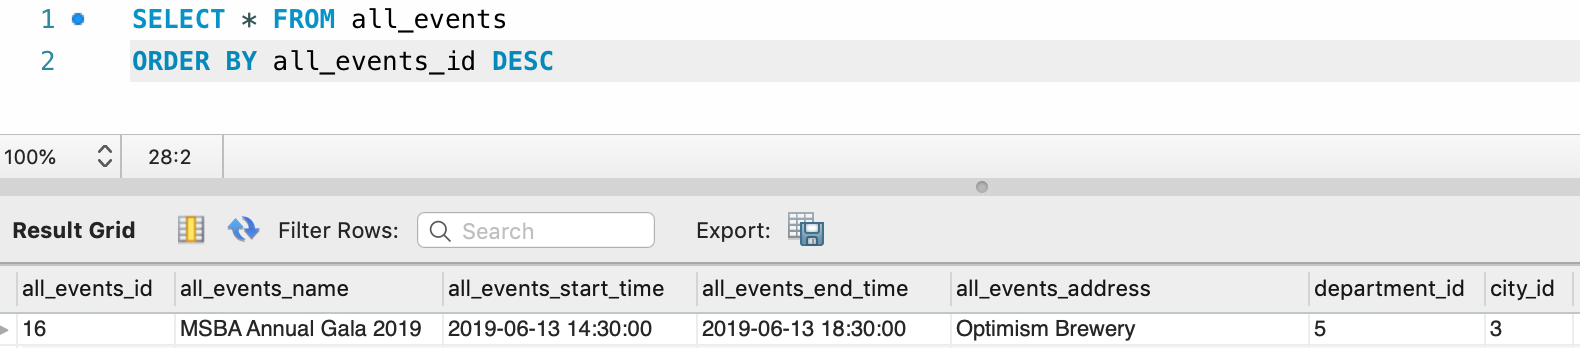 1 SELECT * FROM all_events
2 ORDER BY all_events_id DESC
100% 28:2
Result Grid Filter Rows: Search Export:
all_events_id all_events_name all_events_start_time all_events_end_time all_events_address department_id city_id
16 MSBA Annual Gala 2019 2019-06-13 14:30:00 2019-06-13 18:30:00 Optimism Brewery 5 3